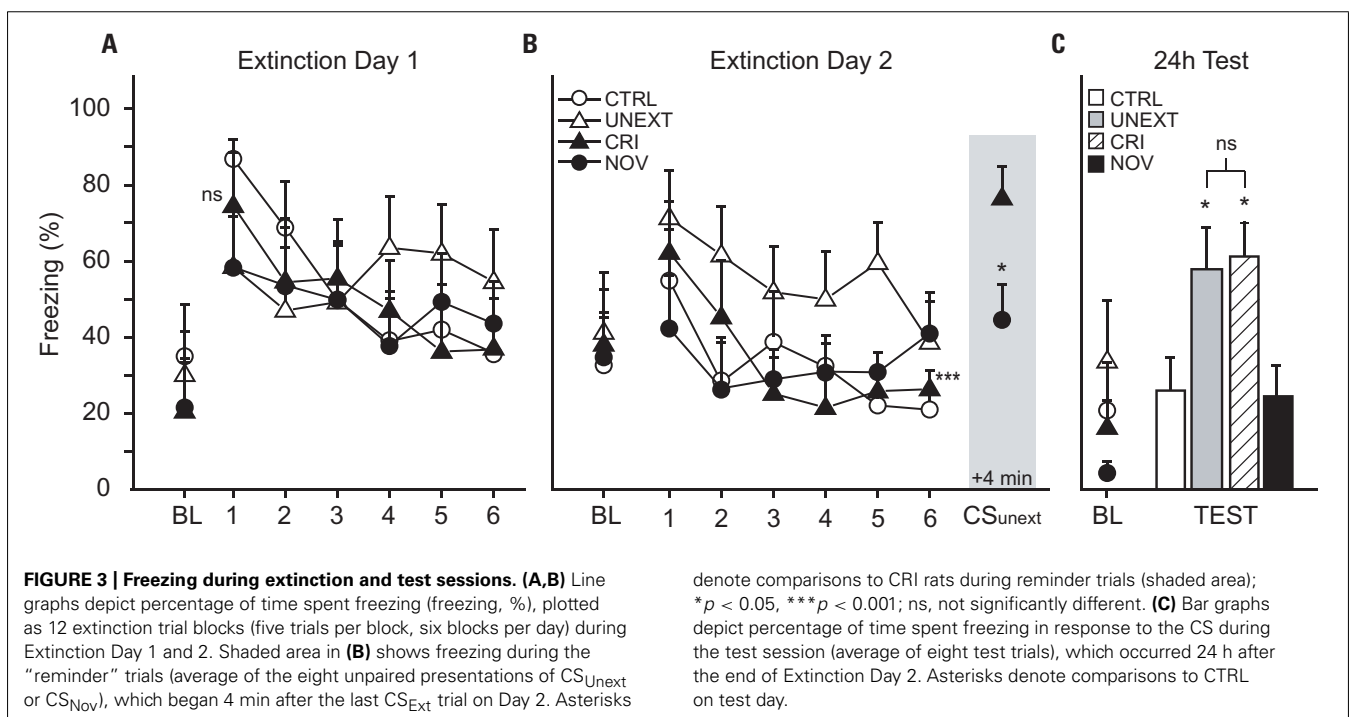 A
Extinction Day 1
Freezing (%)
100
80
60
40
20
0
ns
BL 1 2 3 4 5 6
B
Extinction Day 2
CTRL
UNEXT
CRI
NOV
*
***
+4 min
BL 1 2 3 4 5 6 CSunext
C
24h Test
CTRL
UNEXT
CRI
NOV
ns
* *
BL TEST
FIGURE 3 | Freezing during extinction and test sessions. (A,B) Line
graphs depict percentage of time spent freezing (freezing, %), plotted
as 12 extinction trial blocks (five trials per block, six blocks per day) during
Extinction Day 1 and 2. Shaded area in (B) shows freezing during the
“reminder” trials (average of the eight unpaired presentations of CSUnext
or CSNov), which began 4 min after the last CSExt trial on Day 2. Asterisks
denote comparisons to CRI rats during reminder trials (shaded area);
*p < 0.05, ***p < 0.001; ns, not significantly different. (C) Bar graphs
depict percentage of time spent freezing in response to the CS during
the test session (average of eight test trials), which occurred 24 h after
the end of Extinction Day 2. Asterisks denote comparisons to CTRL
on test day.